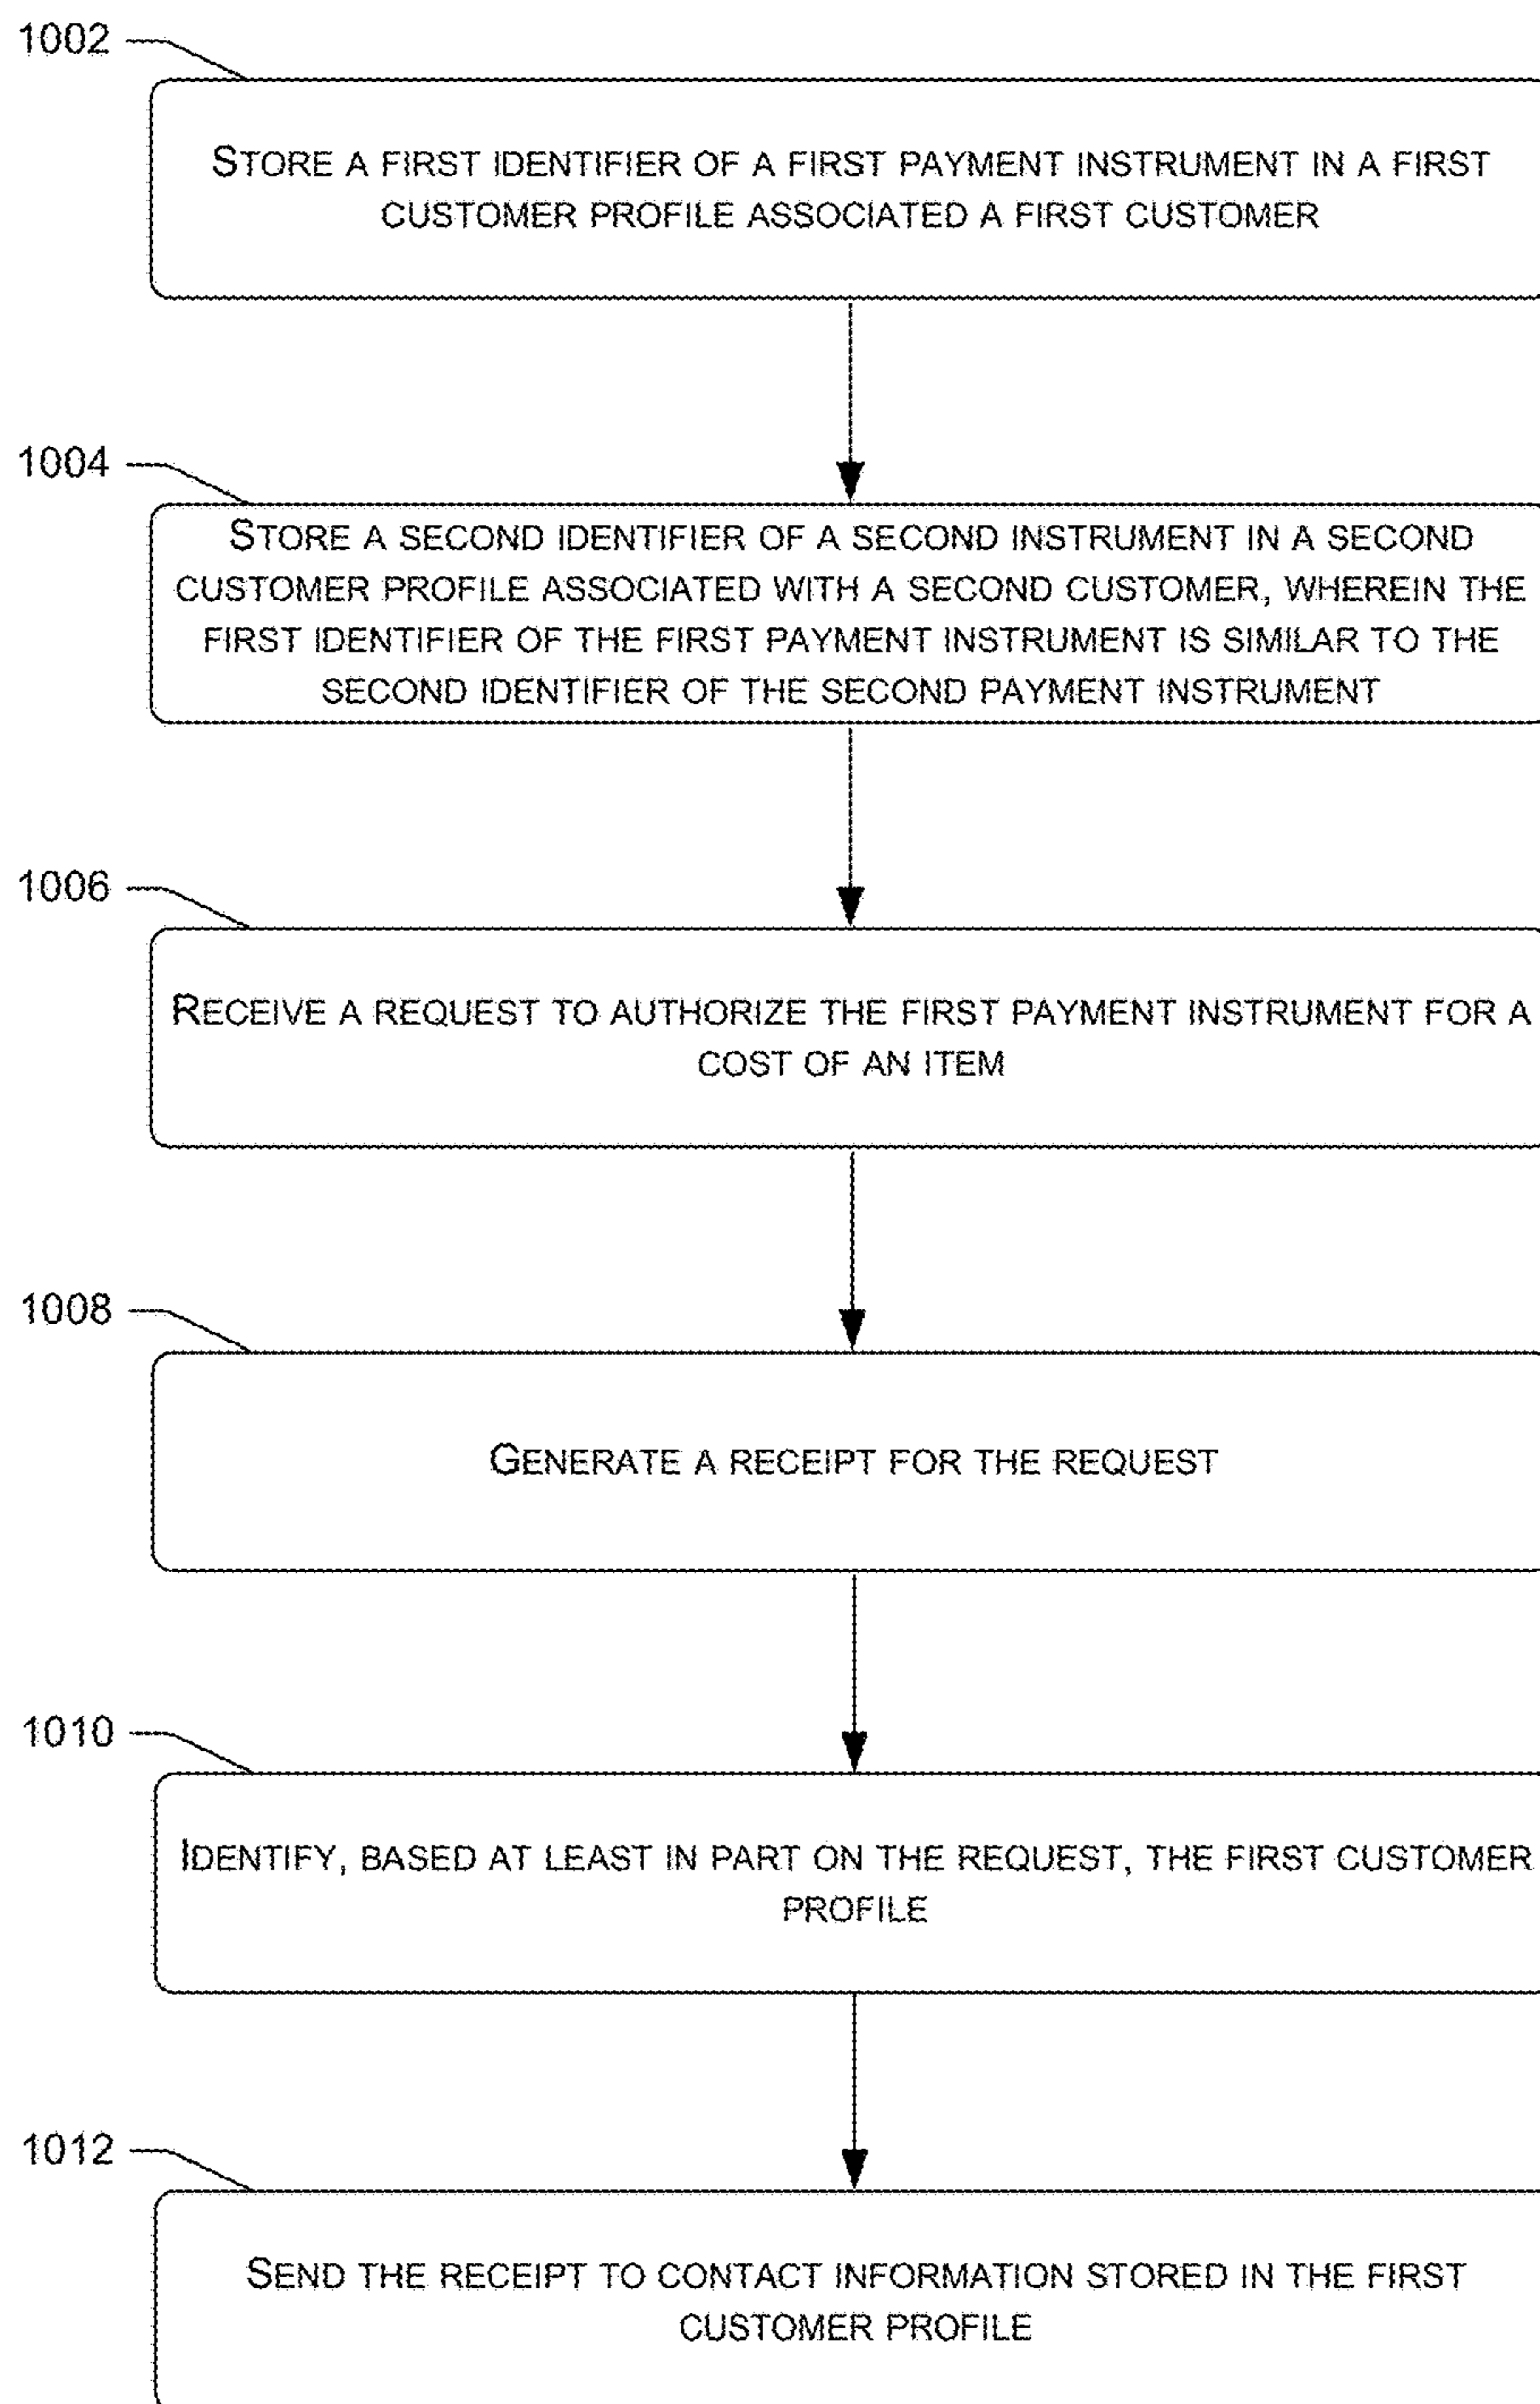 1002
STORE A FIRST IDENTIFIER OF A FIRST PAYMENT INSTRUMENT IN A FIRST
CUSTOMER PROFILE ASSOCIATED A FIRST CUSTOMER
1004
STORE A SECOND IDENTIFIER OF A SECOND INSTRUMENT IN A SECOND
CUSTOMER PROFILE ASSOCIATED WITH A SECOND CUSTOMER, WHEREIN THE
FIRST IDENTIFIER OF THE FIRST PAYMENT INSTRUMENT IS SIMILAR TO THE
SECOND IDENTIFIER OF THE SECOND PAYMENT INSTRUMENT
1006
RECEIVE A REQUEST TO AUTHORIZE THE FIRST PAYMENT INSTRUMENT FOR A
COST OF AN ITEM
1008
GENERATE A RECEIPT FOR THE REQUEST
1010
IDENTIFY, BASED AT LEAST IN PART ON THE REQUEST, THE FIRST CUSTOMER
PROFILE
1012
SEND THE RECEIPT TO CONTACT INFORMATION STORED IN THE FIRST
CUSTOMER PROFILE